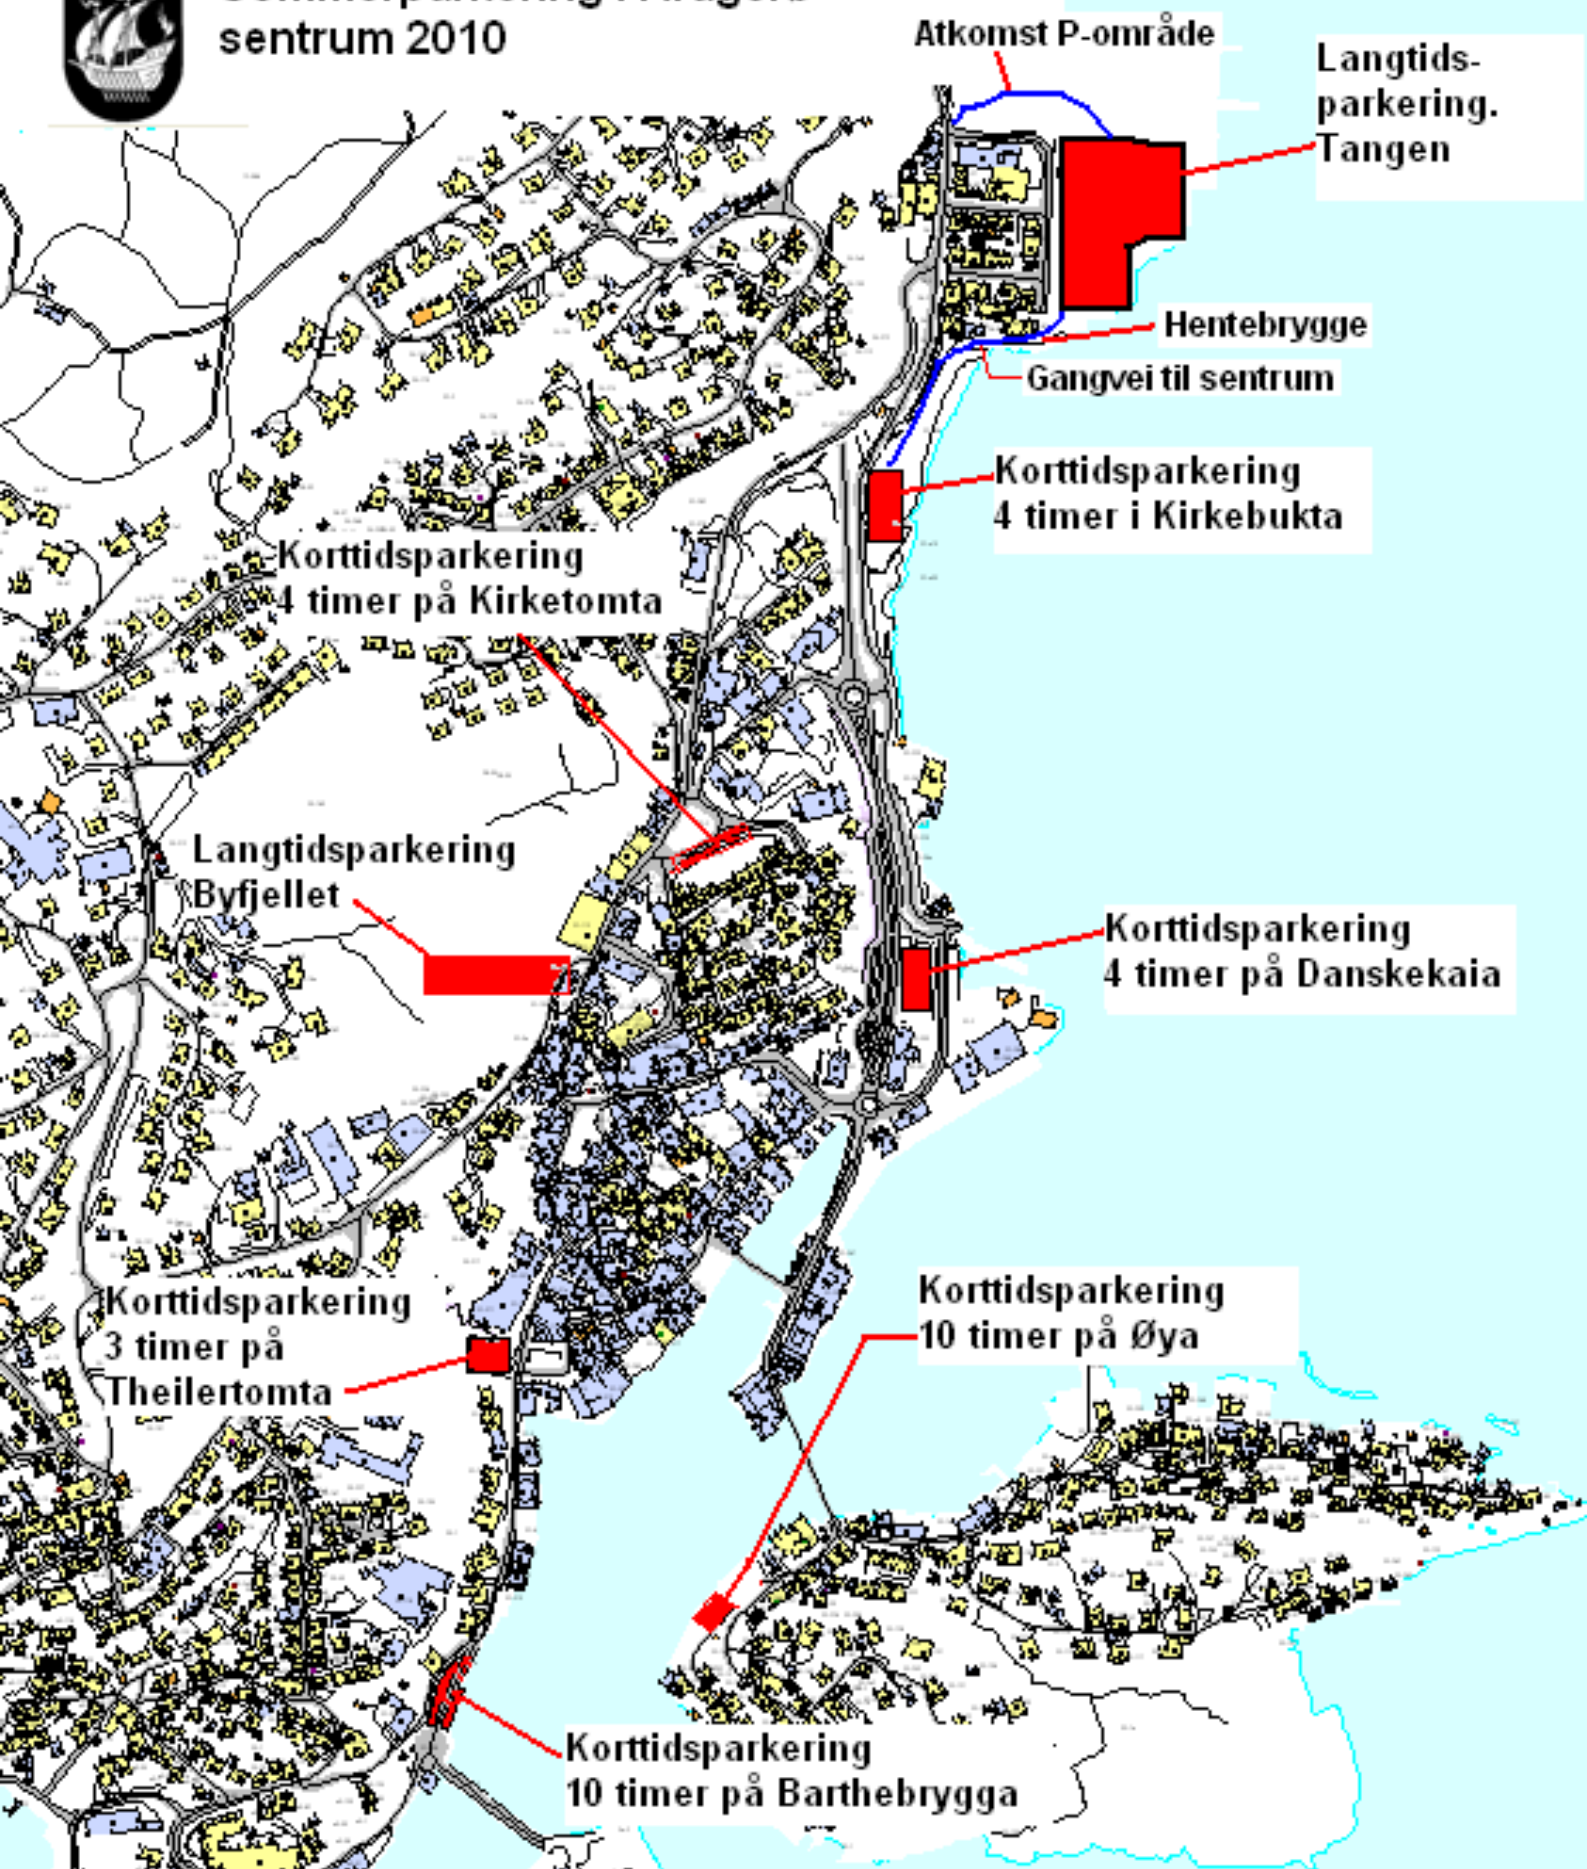 sentrum 2010
Atkomst P-område
Langtids-
parkering.
Tangen
Hentebrygge
Gangvei til sentrum
Korttidsparkering
4 timer i Kirkebukta
Korttidsparkering
4 timer på Kirketomta
Langtidsparkering
Byfjellet
Korttidsparkering
4 timer på Danskekaia
Korttidsparkering
10 timer på Øya
Korttidsparkering
3 timer på
Theilertomta
Korttidsparkering
10 timer på Barthebrygga